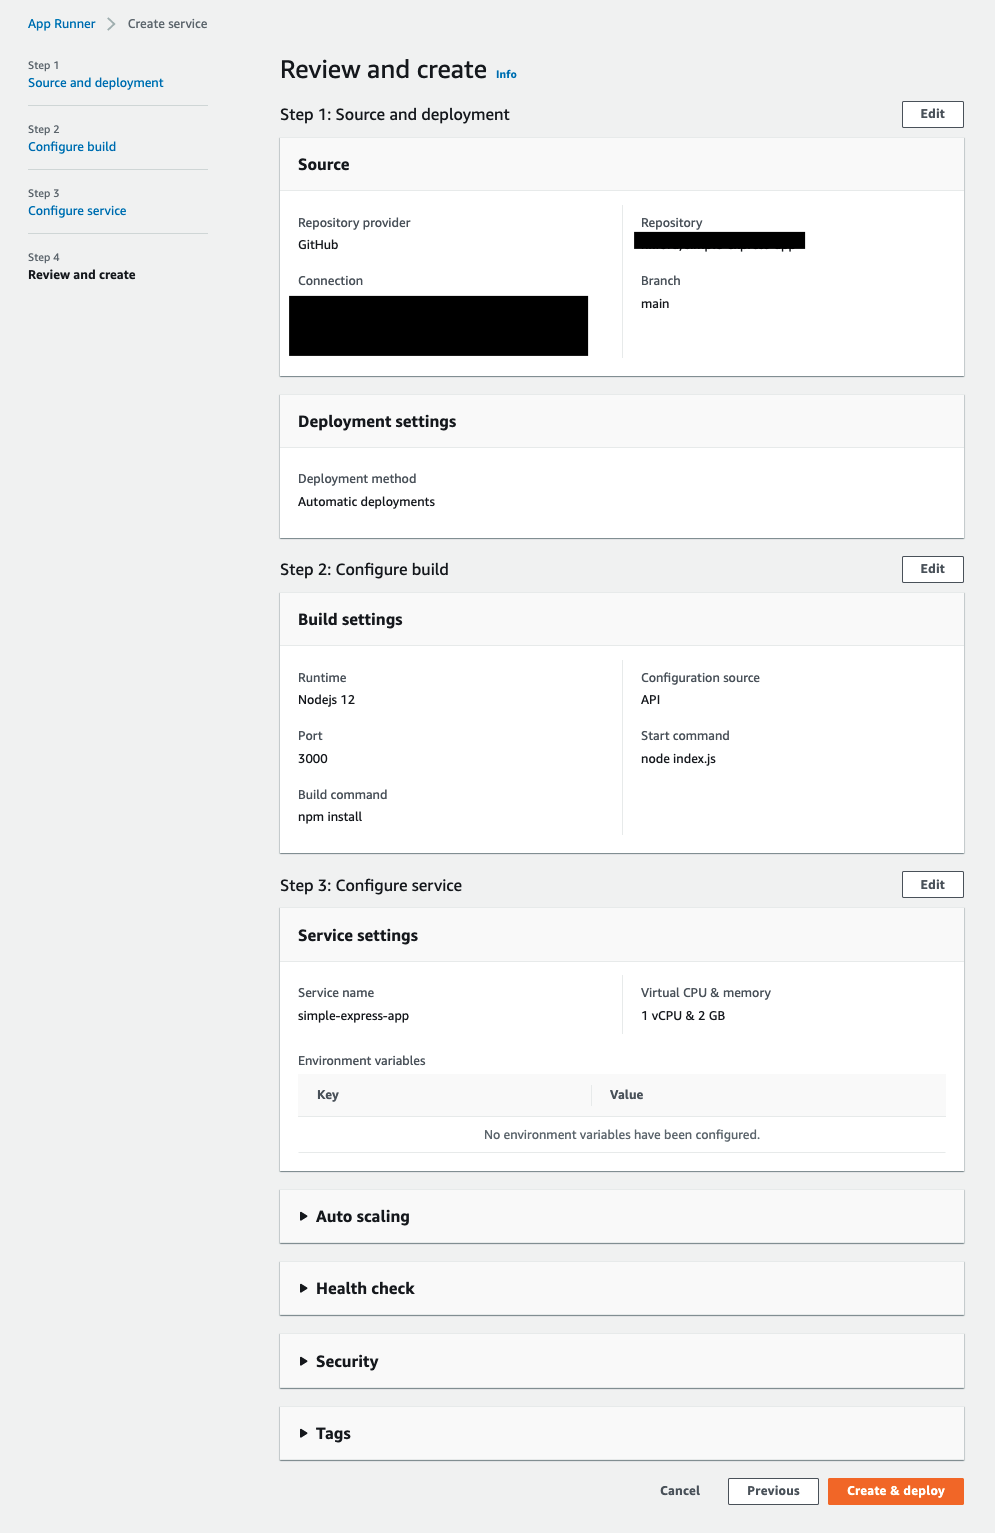 App Runner > Create service
Step 1
Source and deployment
Step 2
Configure build
Step 3
Configure service
Step 4
Review and create
Review and create Info
Step 1: Source and deployment
Edit
Source
Repository provider
GitHub
Connection
Repository
Branch
main
Deployment settings
Deployment method
Automatic deployments
Step 2: Configure build
Edit
Build settings
Runtime
Nodejs 12
Port
3000
Build command
npm install
Configuration source
API
Start command
node index.js
Step 3: Configure service
Edit
Service settings
Service name
simple-express-app
Virtual CPU & memory
1 vCPU & 2 GB
Environment variables
Key Value
No environment variables have been configured.
Auto scaling
Health check
Security
Tags
Cancel Previous Create & deploy